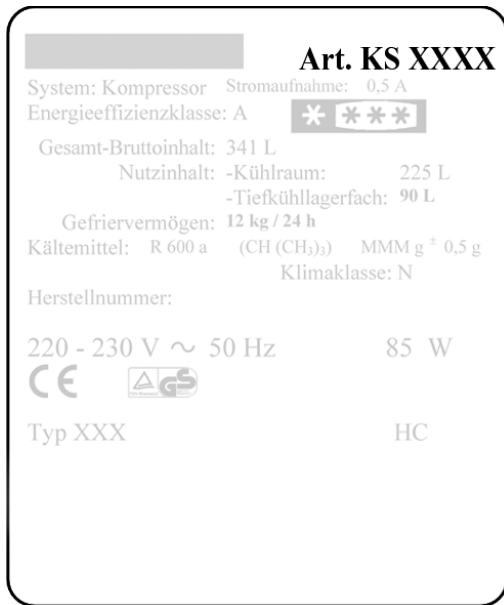 Art. KS XXXX
System: Kompressor Stromaufnahme: 0,5 A
Energieeffizienzklasse: A
Gesamt-Bruttoinhalt: 341 L
Nutzinhalt: -Kühlraum: 225 L
-Tiefkühllagerfach: 90 L
Gefriervermögen: 12 kg / 24 h
Kältemittel: R 600 a (CH (CH₃)₃) MMM g ± 0,5 g
Klimaklasse: N
Herstellnummer:
220 - 230 V ~ 50 Hz 85 W
CE GS
Typ XXX HC